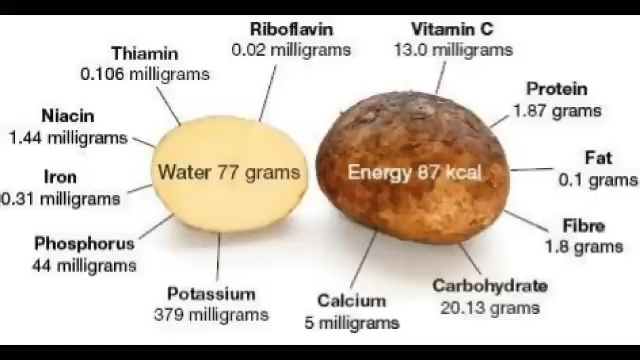 Riboflavin
0.02 milligrams
Vitamin C
13.0 milligrams
Thiamin
0.106 milligrams
Protein
1.87 grams
Niacin
1.44 milligrams
Water 77 grams
Energy 87 kcal
Fat
0.1 grams
Iron
0.31 milligrams
Fibre
1.8 grams
Phosphorus
44 milligrams
Potassium
379 milligrams
Calcium
5 milligrams
Carbohydrate
20.13 grams